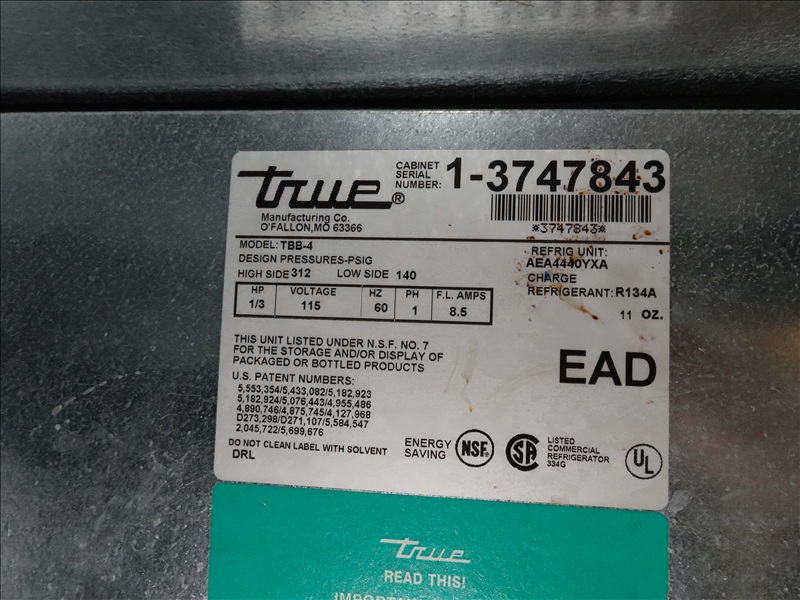 true®
Manufacturing Co.
O'FALLON,MO 63366
CABINET
SERIAL
NUMBER: 1-3747843
*3747843*
MODEL: TBB-4
DESIGN PRESSURES-PSIG
HIGH SIDE 312 LOW SIDE 140
REFRIG UNIT:
AEA4440YXA
CHARGE
REFRIGERANT: R134A
11 OZ.
HP VOLTAGE HZ PH F.L. AMPS
1/3 115 60 1 8.5
THIS UNIT LISTED UNDER N.S.F. NO. 7
FOR THE STORAGE AND/OR DISPLAY OF
PACKAGED OR BOTTLED PRODUCTS
EAD
U.S. PATENT NUMBERS:
5,553,354/5,433,082/5,182,923
5,182,924/5,076,443/4,955,486
4,890,746/4,875,745/4,127,968
D273,298/D271,107/5,584,547
2,045,722/5,699,676
DO NOT CLEAN LABEL WITH SOLVENT
DRL
ENERGY
SAVING
NSF®
SA
LISTED
COMMERCIAL
REFRIGERATOR
334G
UL
true
READ THIS!